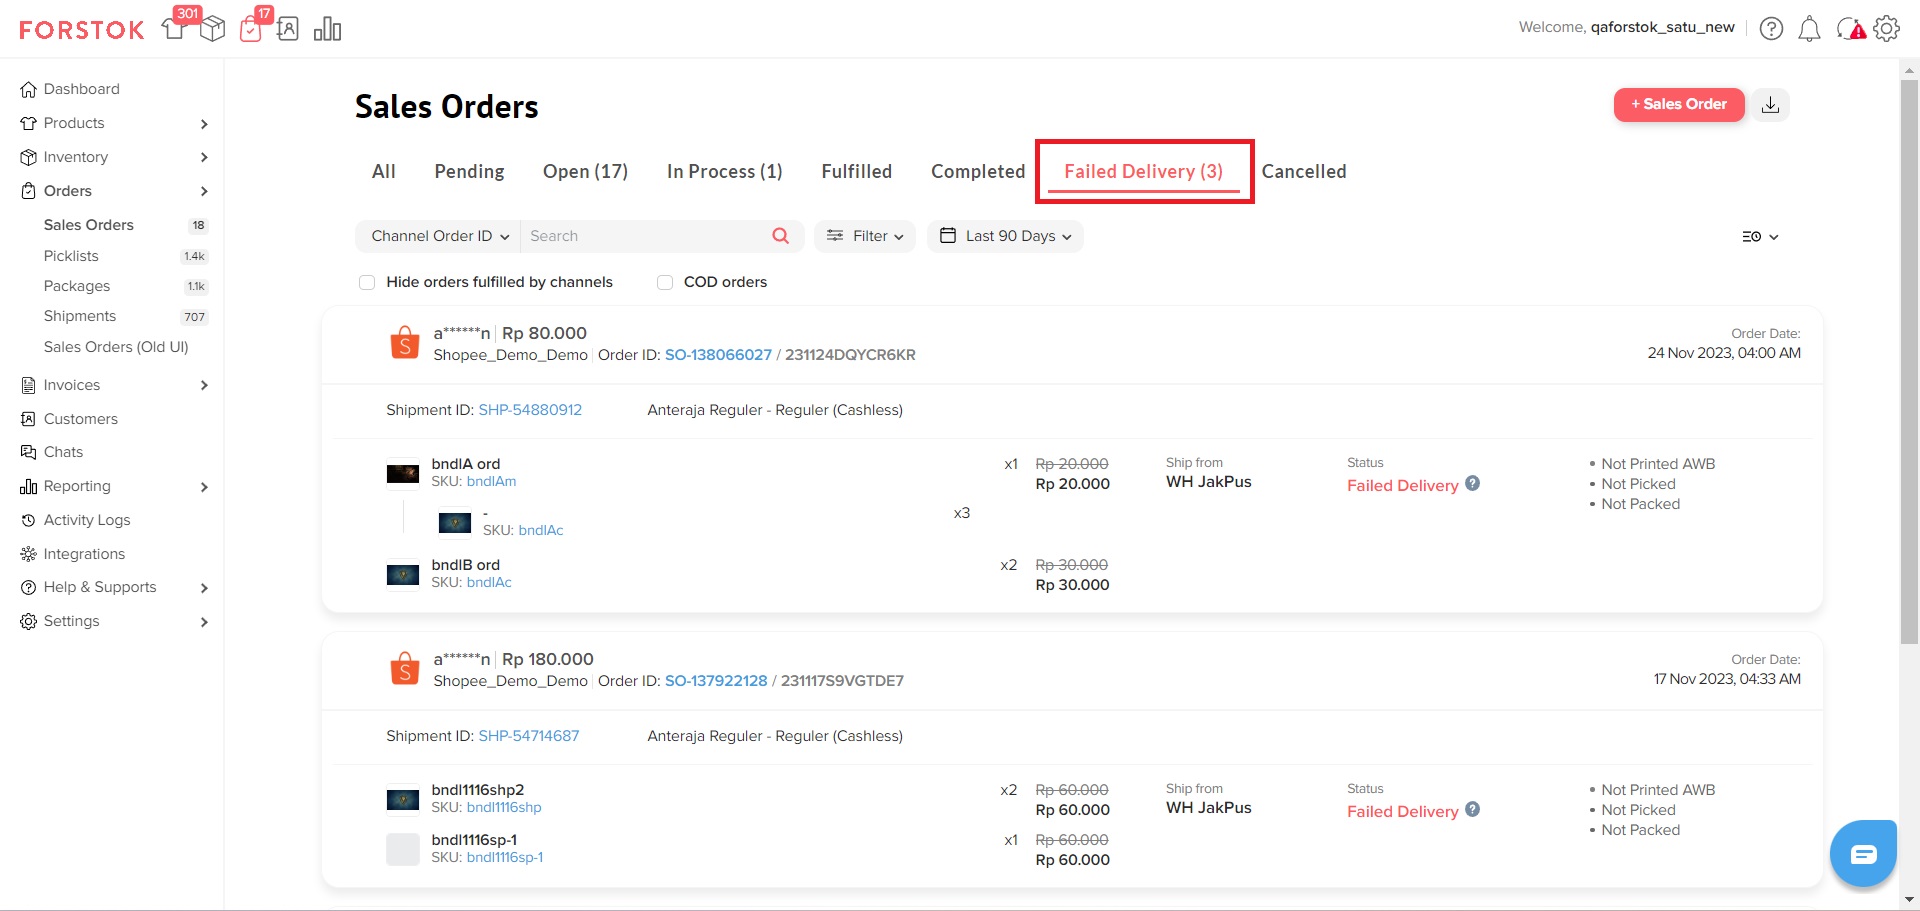 FORSTOK
301
17
Welcome, qaforstok_satu_new
Dashboard
Products
Inventory
Orders
Sales Orders 18
Picklists 1.4k
Packages 1.1k
Shipments 707
Sales Orders (Old UI)
Invoices
Customers
Chats
Reporting
Activity Logs
Integrations
Help & Supports
Settings
Sales Orders
+ Sales Order
All Pending Open (17) In Process (1) Fulfilled Completed Failed Delivery (3) Cancelled
Channel Order ID Search Filter Last 90 Days
Hide orders fulfilled by channels COD orders
a******n Rp 80.000
Order Date:
Shopee_Demo_Demo Order ID: SO-138066027 / 231124DQYCR6KR
24 Nov 2023, 04:00 AM
Shipment ID: SHP-54880912 Anteraja Reguler - Reguler (Cashless)
bndlA ord
SKU: bndlAm
x1
Rp 20.000
Rp 20.000
Ship from
WH JakPus
Status
Failed Delivery ?
• Not Printed AWB
• Not Picked
• Not Packed
-
SKU: bndlAc
x3
bndlB ord
SKU: bndlAc
x2
Rp 30.000
Rp 30.000
a******n Rp 180.000
Order Date:
Shopee_Demo_Demo Order ID: SO-137922128 / 231117S9VGTDE7
17 Nov 2023, 04:33 AM
Shipment ID: SHP-54714687 Anteraja Reguler - Reguler (Cashless)
bndl1116shp2
SKU: bndl1116shp
x2
Rp 60.000
Rp 60.000
Ship from
WH JakPus
Status
Failed Delivery ?
• Not Printed AWB
• Not Picked
• Not Packed
bndl1116sp-1
SKU: bndl1116sp-1
x1
Rp 60.000
Rp 60.000